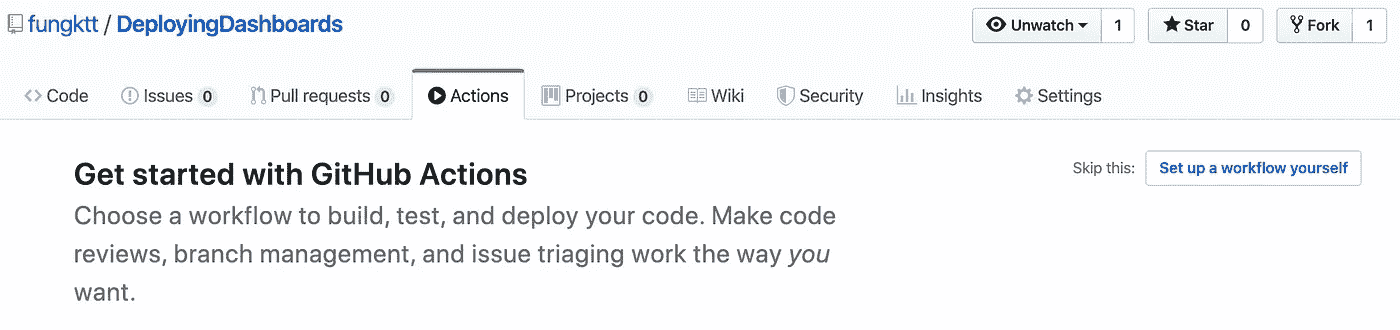 fungktt / DeployingDashboards Unwatch 1 Star 0 Fork 1
Code Issues 0 Pull requests 0 Actions Projects 0 Wiki Security Insights Settings
Get started with GitHub Actions
Skip this: Set up a workflow yourself
Choose a workflow to build, test, and deploy your code. Make code
reviews, branch management, and issue triaging work the way you
want.